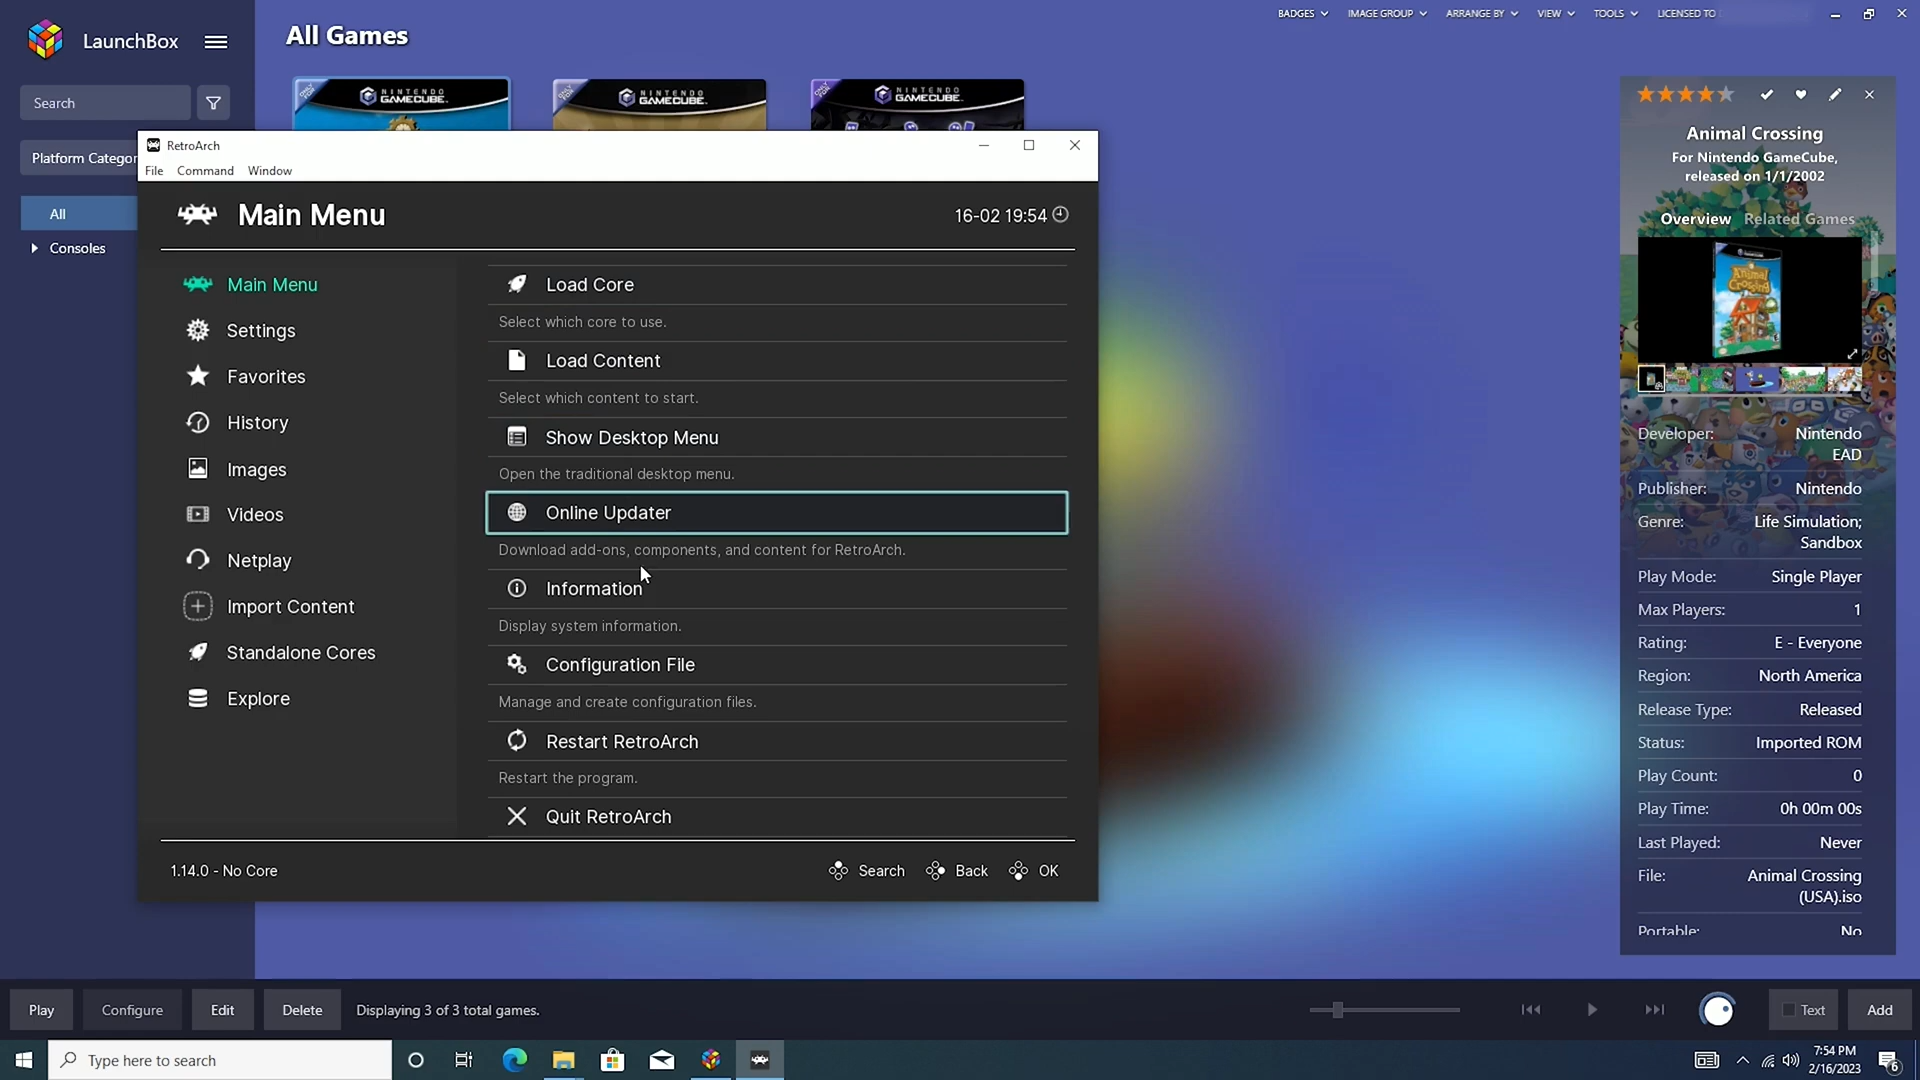 LaunchBox
All Games
BADGES
IMAGE GROUP
ARRANGE BY
VIEW
TOOLS
LICENSED TO
Search
Platform Categor
All
Consoles
NINTENDO GAMECUBE
NINTENDO GAMECUBE
NINTENDO GAMECUBE
RetroArch
File Command Window
Main Menu
16-02 19:54
Main Menu
Settings
Favorites
History
Images
Videos
Netplay
Import Content
Standalone Cores
Explore
Load Core
Select which core to use.
Load Content
Select which content to start.
Show Desktop Menu
Open the traditional desktop menu.
Online Updater
Download add-ons, components, and content for RetroArch.
Information
Display system information.
Configuration File
Manage and create configuration files.
Restart RetroArch
Restart the program.
Quit RetroArch
1.14.0 - No Core
Search
Back
OK
Animal Crossing
For Nintendo GameCube,
released on 1/1/2002
Overview Related Games
Animal
Crossing
Developer: Nintendo
EAD
Publisher: Nintendo
Genre: Life Simulation;
Sandbox
Play Mode: Single Player
Max Players: 1
Rating: E - Everyone
Region: North America
Release Type: Released
Status: Imported ROM
Play Count: 0
Play Time: 0h 00m 00s
Last Played: Never
File: Animal Crossing
(USA).iso
Portable: No
Play
Configure
Edit
Delete
Displaying 3 of 3 total games.
Text
Add
Type here to search
7:54 PM
2/16/2023
6